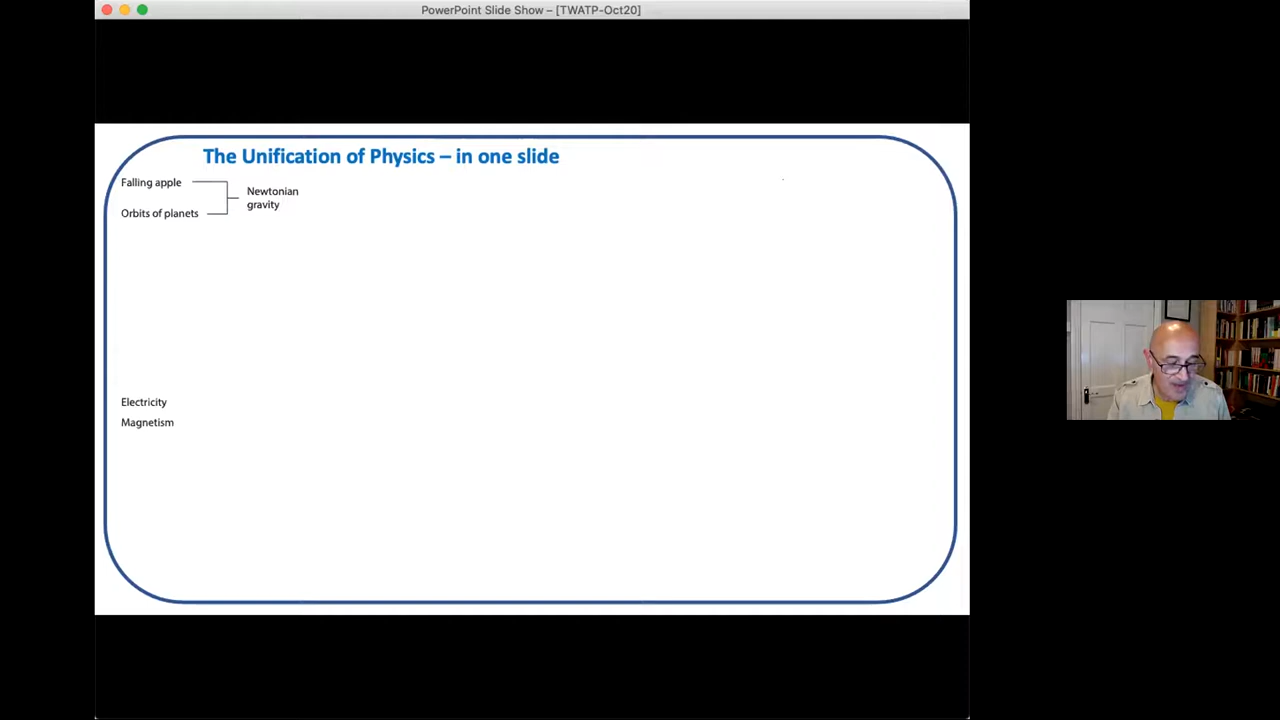 PowerPoint Slide Show – [TWATP-Oct20]
The Unification of Physics – in one slide
Falling apple
Orbits of planets
Newtonian
gravity
Electricity
Magnetism